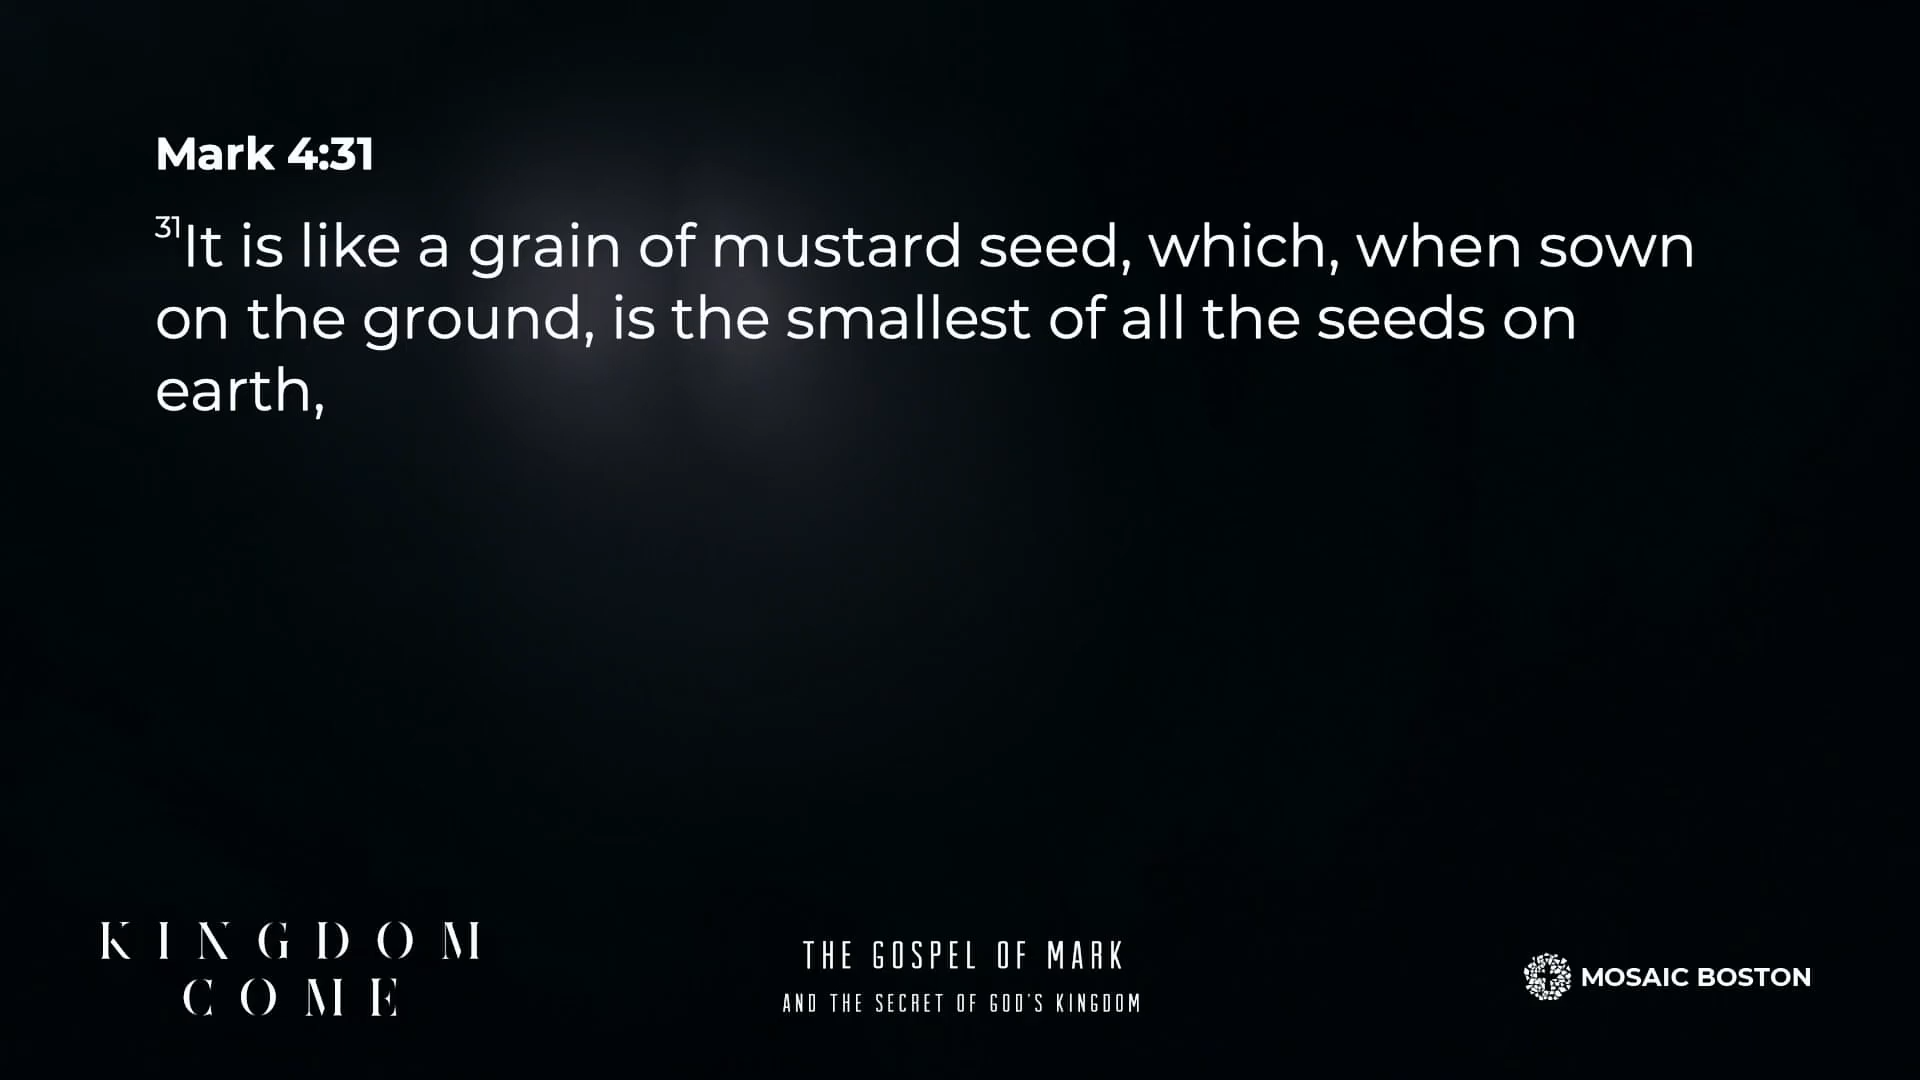 Mark 4:31
31It is like a grain of mustard seed, which, when sown
on the ground, is the smallest of all the seeds on
earth,
KINGDOM
COME
THE GOSPEL OF MARK
AND THE SECRET OF GOD'S KINGDOM
MOSAIC BOSTON